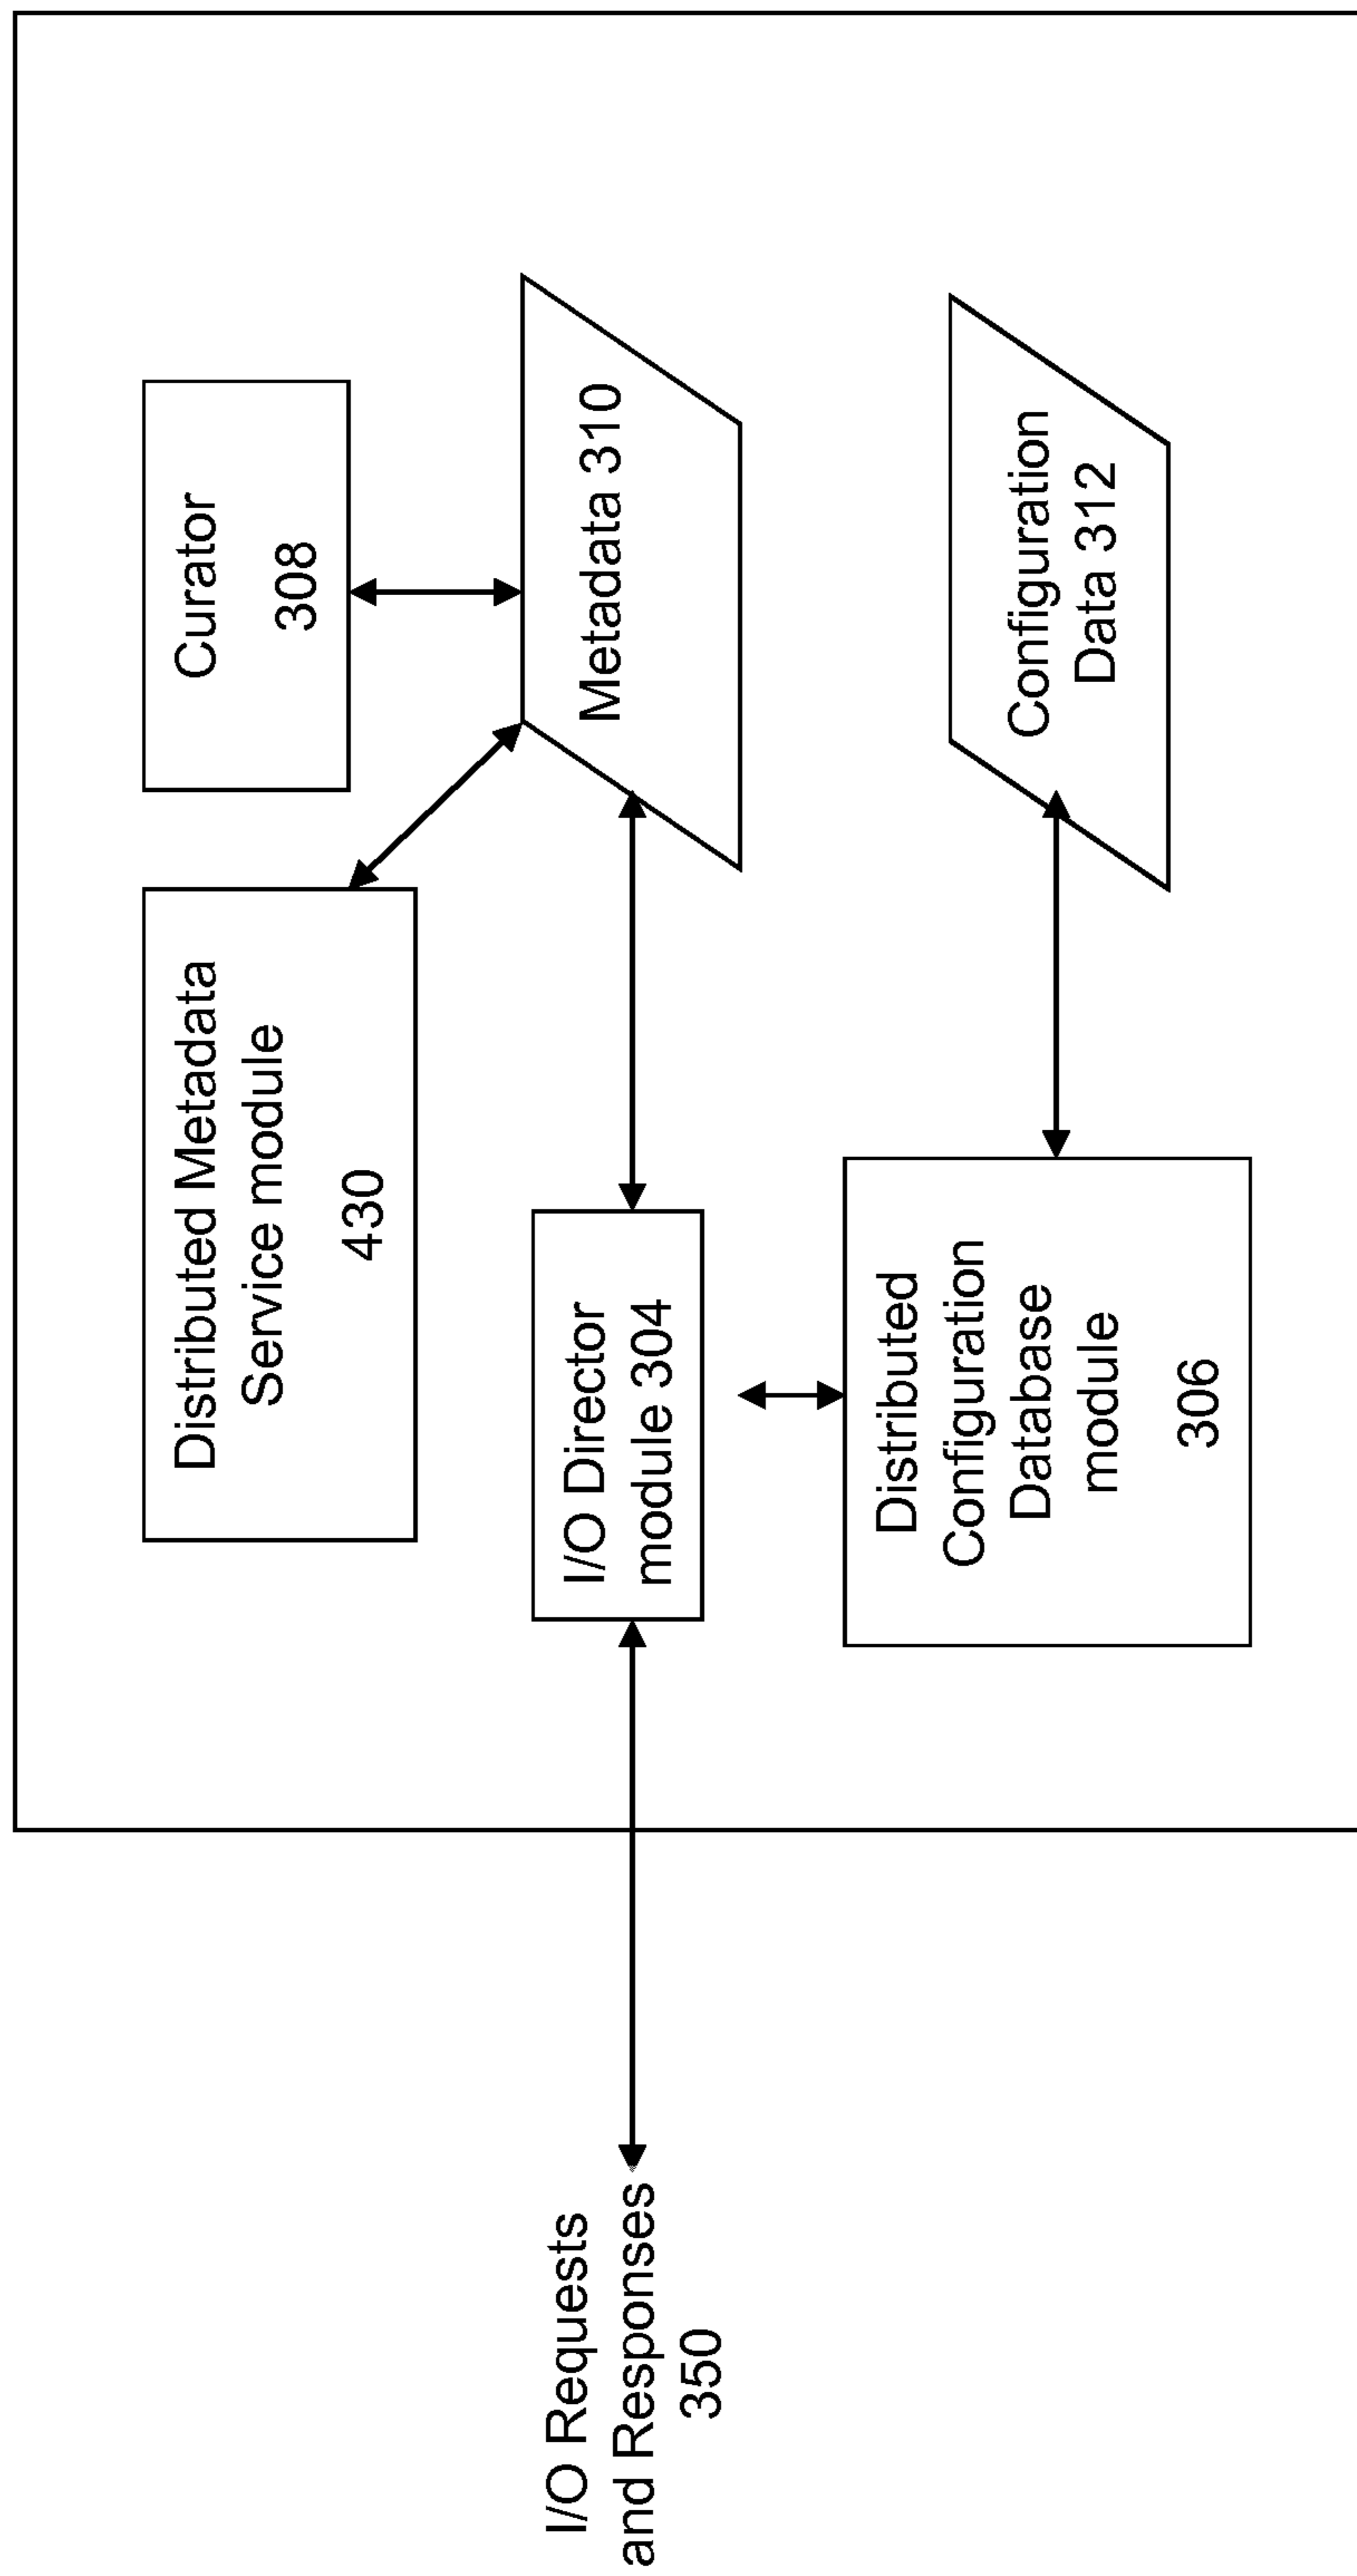 Distributed Metadata
Service module
430
Curator
308
I/O Requests
and Responses
350
I/O Director
module 304
Metadata 310
Distributed
Configuration
Database
module
306
Configuration
Data 312